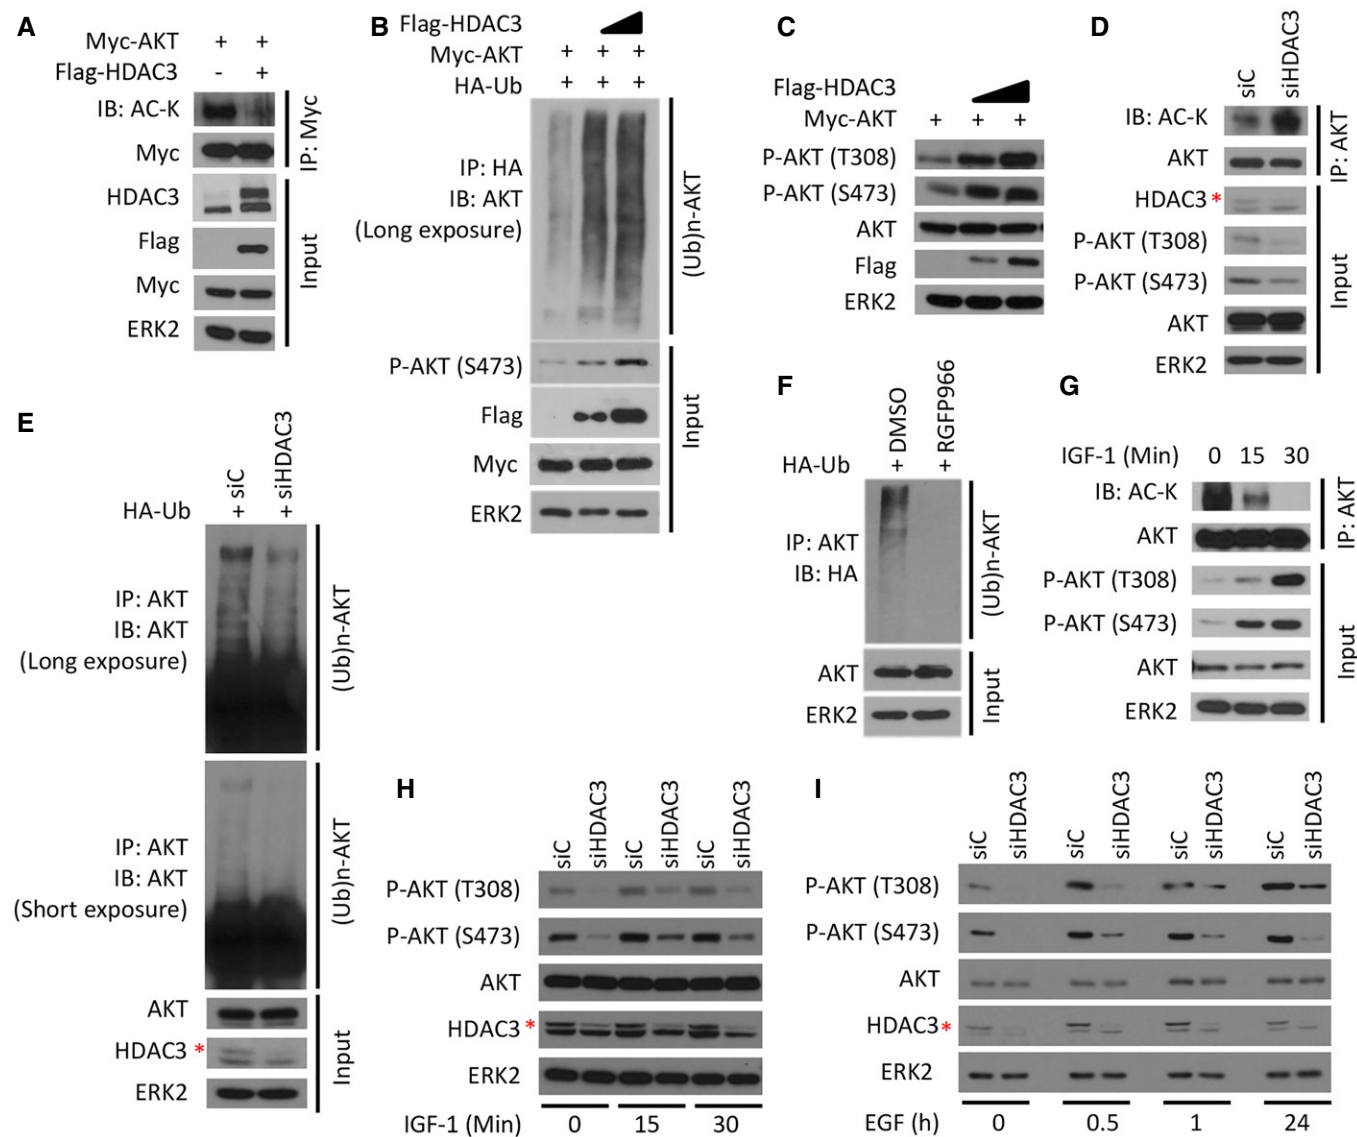 A
Myc-AKT + +
Flag-HDAC3 - +
IB: AC-K
Myc
IP: Myc
HDAC3
Flag
Myc
ERK2
Input
B
Flag-HDAC3
Myc-AKT + + +
HA-Ub + + +
IP: HA
IB: AKT
(Long exposure)
(Ub)n-AKT
P-AKT (S473)
Flag
Myc
ERK2
Input
C
Flag-HDAC3
Myc-AKT + + +
P-AKT (T308)
P-AKT (S473)
AKT
Flag
ERK2
D
siC siHDAC3
IB: AC-K
AKT
IP: AKT
HDAC3 *
P-AKT (T308)
P-AKT (S473)
AKT
ERK2
Input
E
siC siHDAC3
HA-Ub + +
IP: AKT
IB: AKT
(Long exposure)
(Ub)n-AKT
IP: AKT
IB: AKT
(Short exposure)
(Ub)n-AKT
AKT
HDAC3 *
ERK2
Input
F
DMSO RGFP966
HA-Ub + +
IP: AKT
IB: HA
(Ub)n-AKT
AKT
ERK2
Input
G
IGF-1 (Min) 0 15 30
IB: AC-K
AKT
IP: AKT
P-AKT (T308)
P-AKT (S473)
AKT
ERK2
Input
H
siC siHDAC3 siC siHDAC3 siC siHDAC3
P-AKT (T308)
P-AKT (S473)
AKT
HDAC3 *
ERK2
IGF-1 (Min) 0 15 30
I
siC siHDAC3 siC siHDAC3 siC siHDAC3 siC siHDAC3
P-AKT (T308)
P-AKT (S473)
AKT
HDAC3 *
ERK2
EGF (h) 0 0.5 1 24